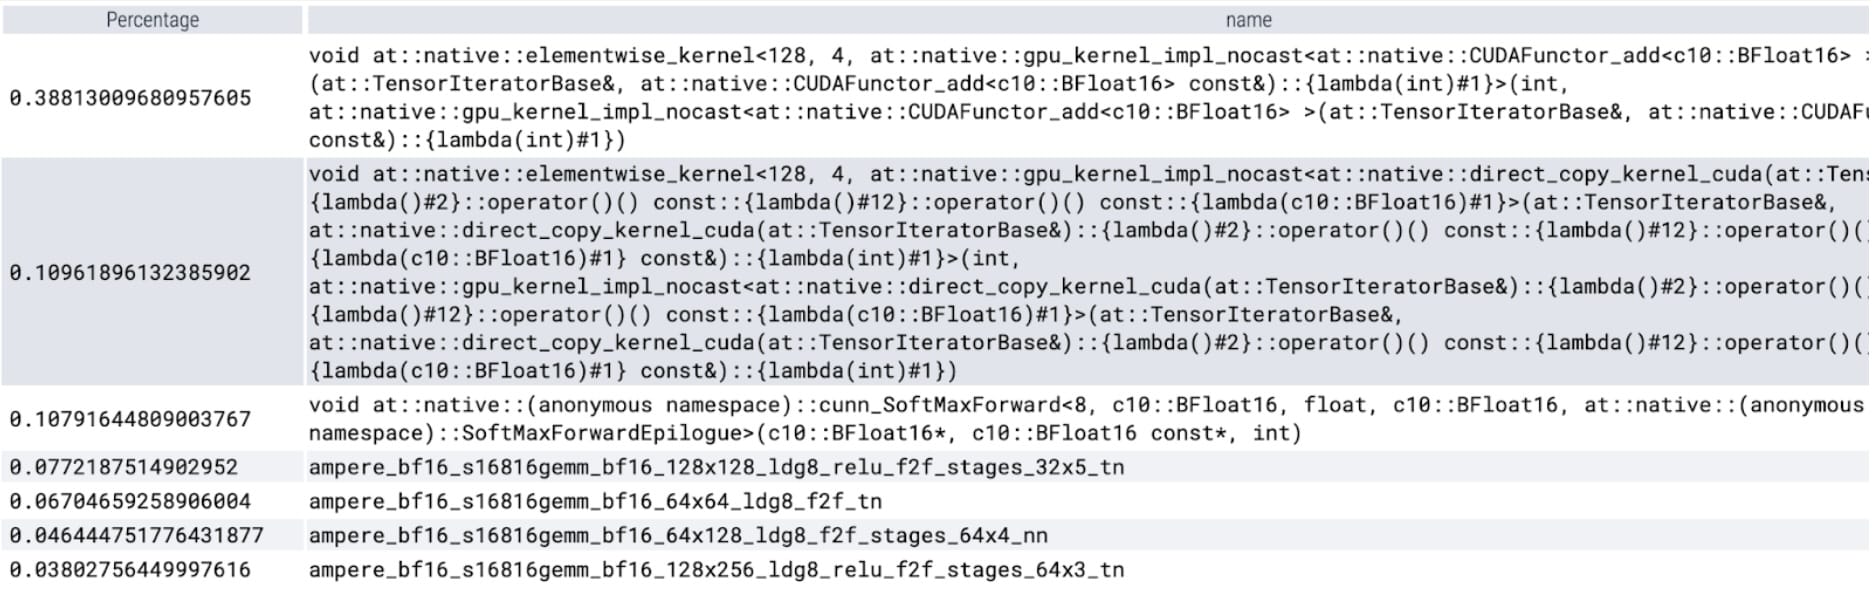 Percentage name
0.38813009680957605
void at::native::elementwise_kernel<128, 4, at::native::gpu_kernel_impl_nocast<at::native::CUDAFunctor_add<c10::BFloat16> >
(at::TensorIteratorBase&, at::native::CUDAFunctor_add<c10::BFloat16> const&)::{lambda(int)#1}>(int,
at::native::gpu_kernel_impl_nocast<at::native::CUDAFunctor_add<c10::BFloat16> >(at::TensorIteratorBase&, at::native::CUDAFu
const&)::{lambda(int)#1})
0.10961896132385902
void at::native::elementwise_kernel<128, 4, at::native::gpu_kernel_impl_nocast<at::native::direct_copy_kernel_cuda(at::Tens
{lambda()#2}::operator()() const::{lambda()#12}::operator()() const::{lambda(c10::BFloat16)#1}>(at::TensorIteratorBase&,
at::native::direct_copy_kernel_cuda(at::TensorIteratorBase&)::{lambda()#2}::operator()() const::{lambda()#12}::operator()()
{lambda(c10::BFloat16)#1} const&)::{lambda(int)#1}>(int,
at::native::gpu_kernel_impl_nocast<at::native::direct_copy_kernel_cuda(at::TensorIteratorBase&)::{lambda()#2}::operator()()
{lambda()#12}::operator()() const::{lambda(c10::BFloat16)#1}>(at::TensorIteratorBase&,
at::native::direct_copy_kernel_cuda(at::TensorIteratorBase&)::{lambda()#2}::operator()() const::{lambda()#12}::operator()()
{lambda(c10::BFloat16)#1} const&)::{lambda(int)#1})
0.10791644809003767
void at::native::(anonymous namespace)::cunn_SoftMaxForward<8, c10::BFloat16, float, c10::BFloat16, at::native::(anonymous
namespace)::SoftMaxForwardEpilogue>(c10::BFloat16*, c10::BFloat16 const*, int)
0.0772187514902952 ampere_bf16_s16816gemm_bf16_128x128_ldg8_relu_f2f_stages_32x5_tn
0.06704659258906004 ampere_bf16_s16816gemm_bf16_64x64_ldg8_f2f_tn
0.046444751776431877 ampere_bf16_s16816gemm_bf16_64x128_ldg8_f2f_stages_64x4_nn
0.03802756449997616 ampere_bf16_s16816gemm_bf16_128x256_ldg8_relu_f2f_stages_64x3_tn